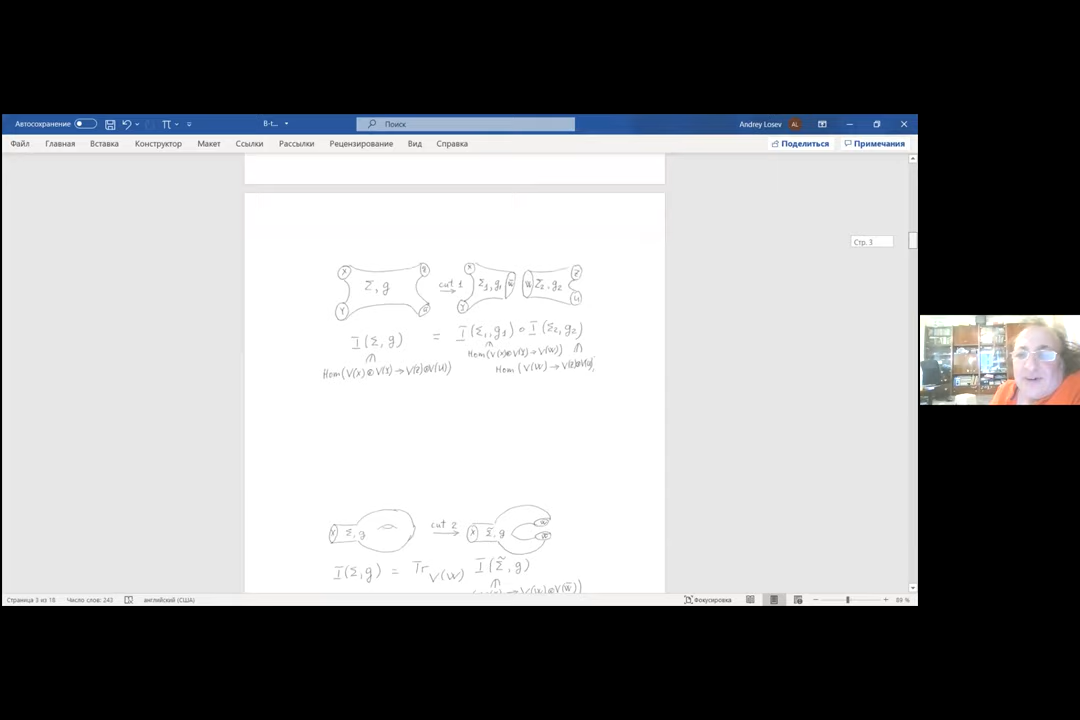 Автосохранение B-t... Поиск Andrey Losev AL
Файл Главная Вставка Конструктор Макет Ссылки Рассылки Рецензирование Вид Справка Поделиться Примечания
Стр. 3
X Z Y ū Σ, g cut 1 → X Y Σ₁, g₁ w̄ W Σ₂, g₂ Z ū
I(Σ, g) = I(Σ₁, g₁) ∘ I(Σ₂, g₂)
Hom(V(X)⊗V(Y)→V(W))
Hom(V(X)⊗V(Y)→V(Z)⊗V(U)) Hom(V(W)→V(Z)⊗V(U))
X Σ, g cut 2 → X Σ̃, g w w̄
I(Σ, g) = Tr V(W) I(Σ̃, g)
→ V(W)⊗V(W̄))
Страница 3 из 18 Число слов: 243 английский (США) Фокусировка 89 %